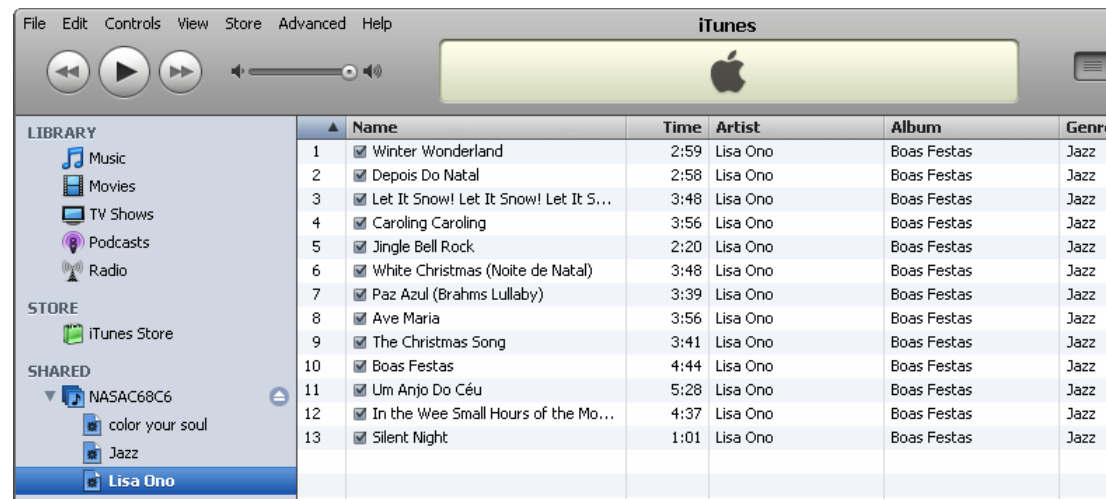 File Edit Controls View Store Advanced Help
iTunes
LIBRARY
Music
Movies
TV Shows
Podcasts
Radio
STORE
iTunes Store
SHARED
NASAC68C6
color your soul
Jazz
Lisa Ono
Name Time Artist Album Genre
1 Winter Wonderland 2:59 Lisa Ono Boas Festas Jazz
2 Depois Do Natal 2:58 Lisa Ono Boas Festas Jazz
3 Let It Snow! Let It Snow! Let It S... 3:48 Lisa Ono Boas Festas Jazz
4 Caroling Caroling 3:56 Lisa Ono Boas Festas Jazz
5 Jingle Bell Rock 2:20 Lisa Ono Boas Festas Jazz
6 White Christmas (Noite de Natal) 3:48 Lisa Ono Boas Festas Jazz
7 Paz Azul (Brahms Lullaby) 3:39 Lisa Ono Boas Festas Jazz
8 Ave Maria 3:56 Lisa Ono Boas Festas Jazz
9 The Christmas Song 3:41 Lisa Ono Boas Festas Jazz
10 Boas Festas 4:44 Lisa Ono Boas Festas Jazz
11 Um Anjo Do Céu 5:28 Lisa Ono Boas Festas Jazz
12 In the Wee Small Hours of the Mo... 4:37 Lisa Ono Boas Festas Jazz
13 Silent Night 1:01 Lisa Ono Boas Festas Jazz